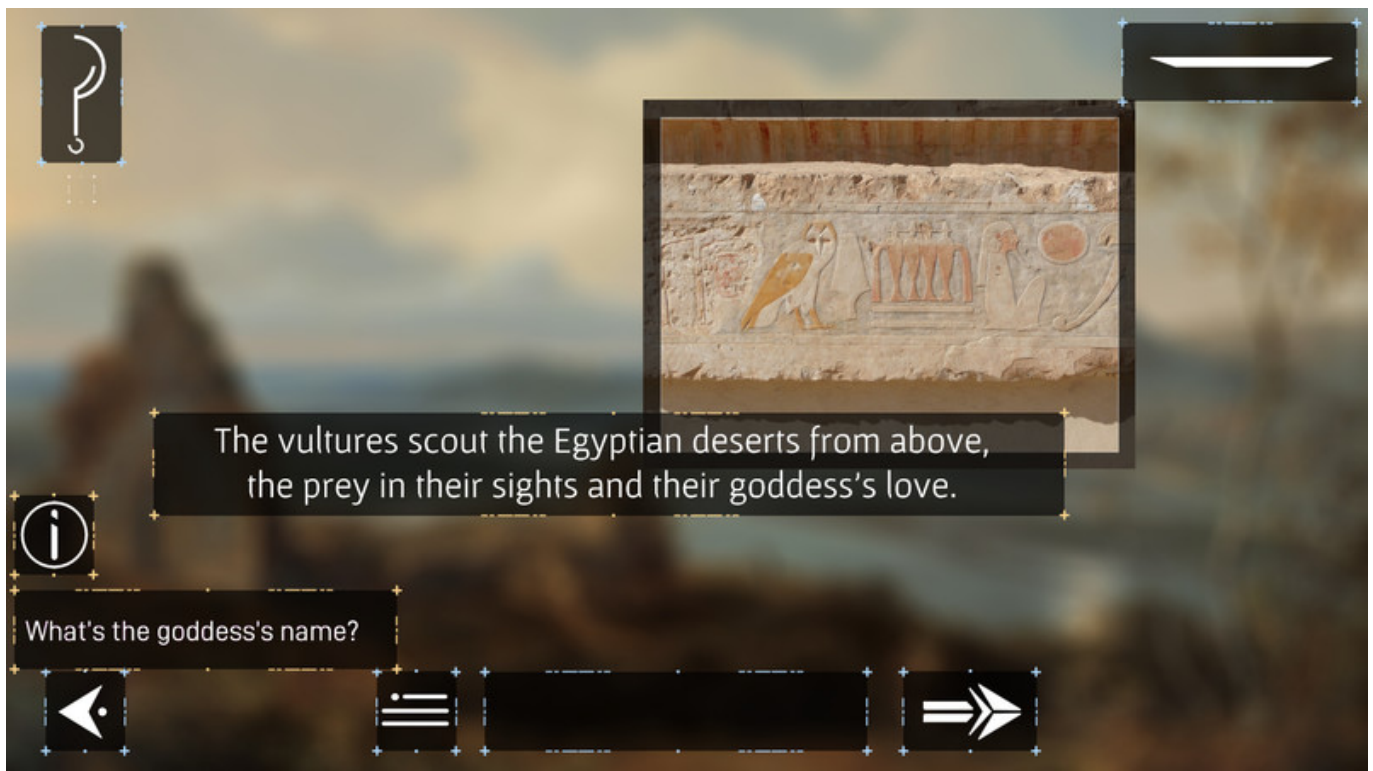 The vultures scout the Egyptian deserts from above,
the prey in their sights and their goddess's love.
What's the goddess's name?